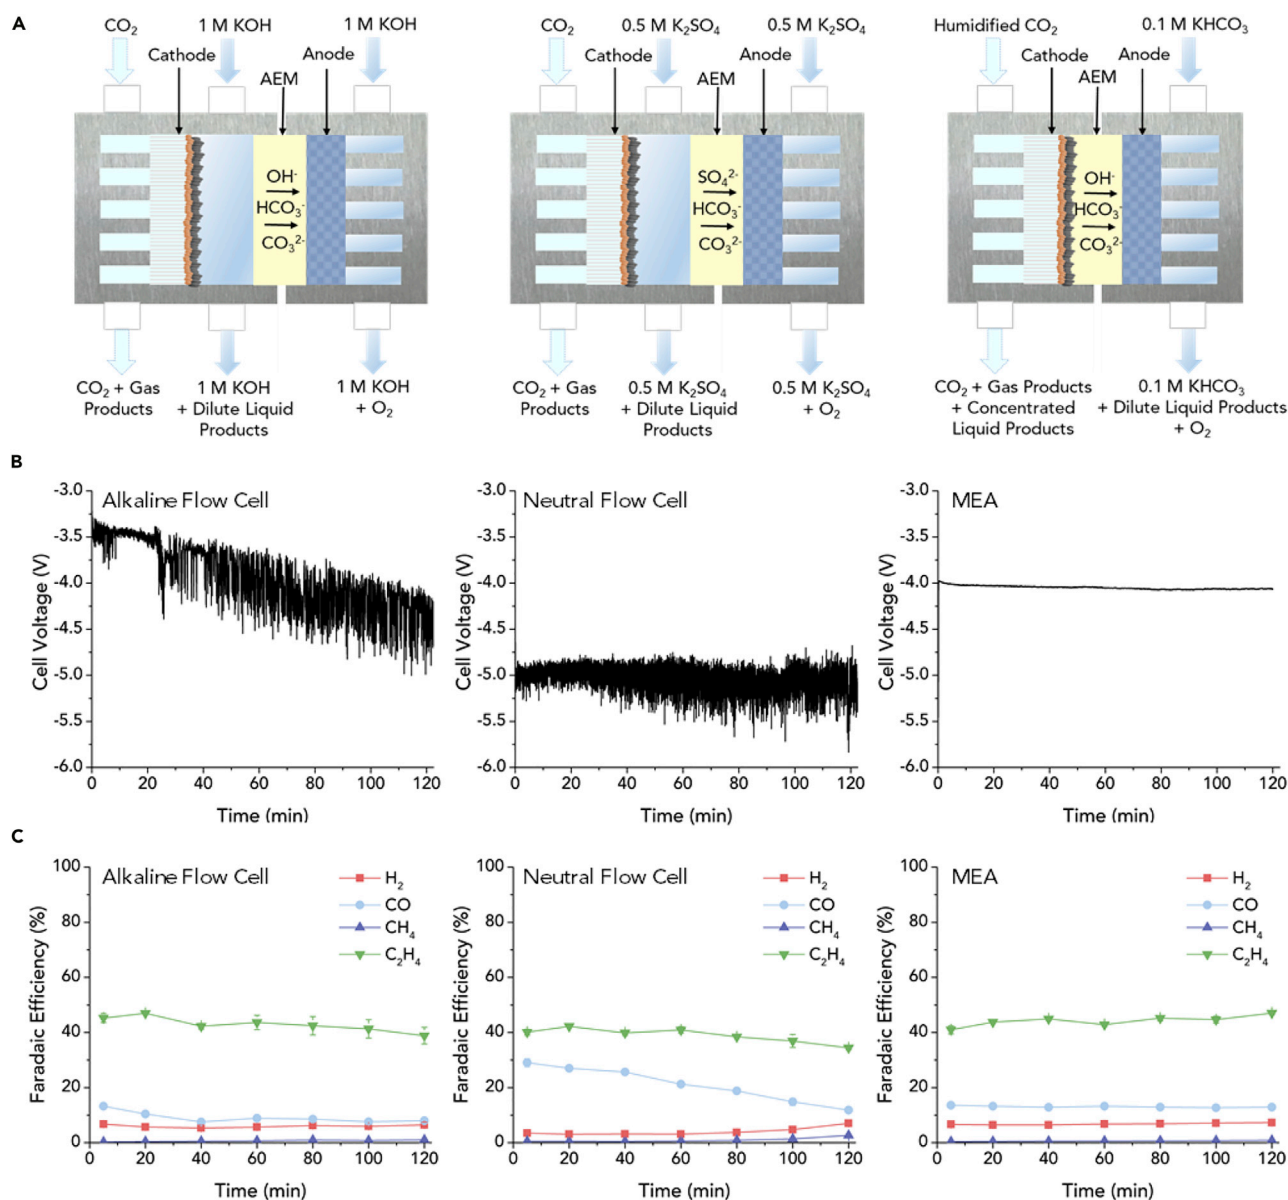 A
CO₂
1 M KOH
1 M KOH
Cathode
AEM
Anode
OH⁻
HCO₃⁻
CO₃²⁻
CO₂ + Gas
Products
1 M KOH
+ Dilute Liquid
Products
1 M KOH
+ O₂
CO₂
0.5 M K₂SO₄
0.5 M K₂SO₄
Cathode
AEM
Anode
SO₄²⁻
HCO₃⁻
CO₃²⁻
CO₂ + Gas
Products
0.5 M K₂SO₄
+ Dilute Liquid
Products
0.5 M K₂SO₄
+ O₂
Humidified CO₂
0.1 M KHCO₃
Cathode
AEM
Anode
OH⁻
HCO₃⁻
CO₃²⁻
CO₂ + Gas Products
+ Concentrated
Liquid Products
0.1 M KHCO₃
+ Dilute Liquid Products
+ O₂
B
Alkaline Flow Cell
Cell Voltage (V)
-3.0
-3.5
-4.0
-4.5
-5.0
-5.5
-6.0
0 20 40 60 80 100 120
Time (min)
Neutral Flow Cell
Cell Voltage (V)
-3.0
-3.5
-4.0
-4.5
-5.0
-5.5
-6.0
0 20 40 60 80 100 120
Time (min)
MEA
Cell Voltage (V)
-3.0
-3.5
-4.0
-4.5
-5.0
-5.5
-6.0
0 20 40 60 80 100 120
Time (min)
C
Alkaline Flow Cell
H₂
CO
CH₄
C₂H₄
Faradaic Efficiency (%)
100
80
60
40
20
0
0 20 40 60 80 100 120
Time (min)
Neutral Flow Cell
H₂
CO
CH₄
C₂H₄
Faradaic Efficiency (%)
100
80
60
40
20
0
0 20 40 60 80 100 120
Time (min)
MEA
H₂
CO
CH₄
C₂H₄
Faradaic Efficiency (%)
100
80
60
40
20
0
0 20 40 60 80 100 120
Time (min)